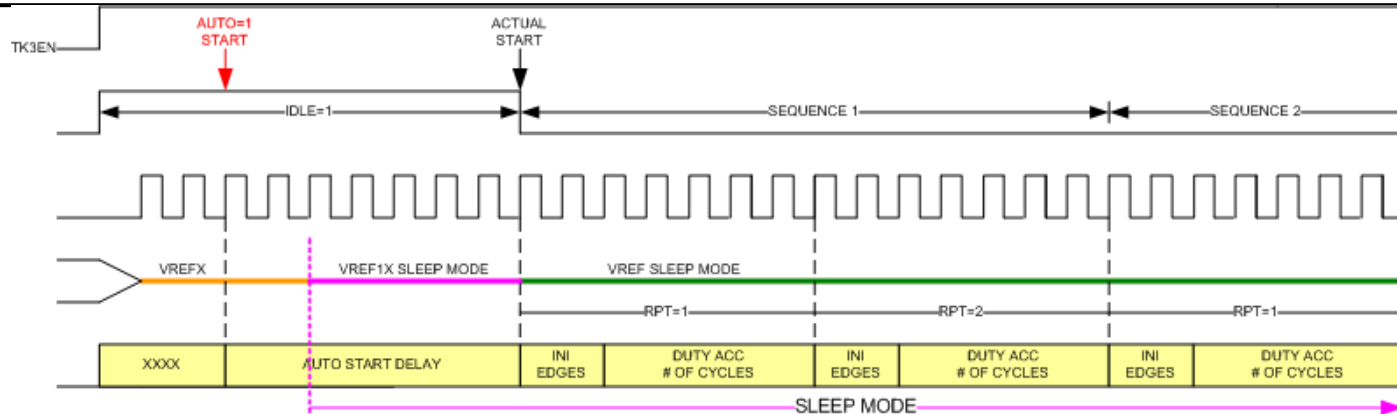 AUTO=1
START
ACTUAL
START
TK3EN
IDLE=1
SEQUENCE 1
SEQUENCE 2
VREFX
VREF1X SLEEP MODE
VREF SLEEP MODE
RPT=1
RPT=2
RPT=1
XXXX
AUTO START DELAY
INI
EDGES
DUTY ACC
# OF CYCLES
INI
EDGES
DUTY ACC
# OF CYCLES
INI
EDGES
DUTY ACC
# OF CYCLES
SLEEP MODE